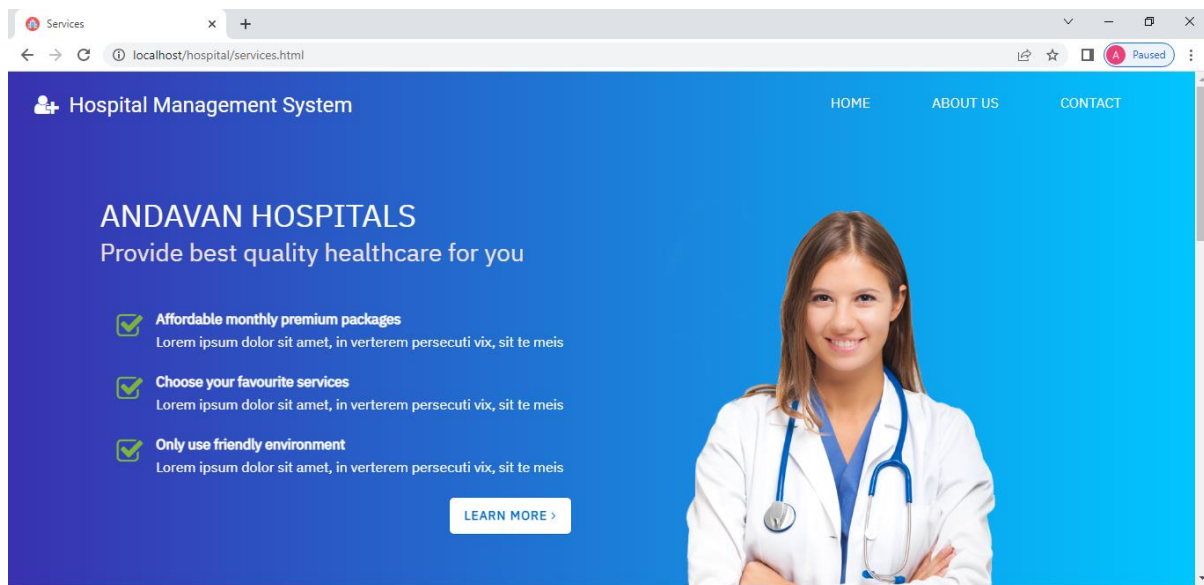 Services
localhost/hospital/services.html
A Paused
Hospital Management System
HOME ABOUT US CONTACT
ANDAVAN HOSPITALS
Provide best quality healthcare for you
Affordable monthly premium packages
Lorem ipsum dolor sit amet, in verterem persecuti vix, sit te meis
Choose your favourite services
Lorem ipsum dolor sit amet, in verterem persecuti vix, sit te meis
Only use friendly environment
Lorem ipsum dolor sit amet, in verterem persecuti vix, sit te meis
LEARN MORE >